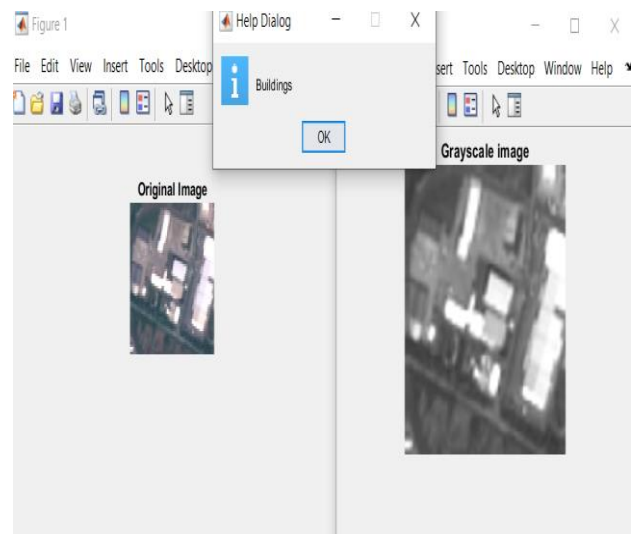 Figure 1
File Edit View Insert Tools Desktop
Original Image
Help Dialog
Buildings
OK
sert Tools Desktop Window Help
Grayscale image